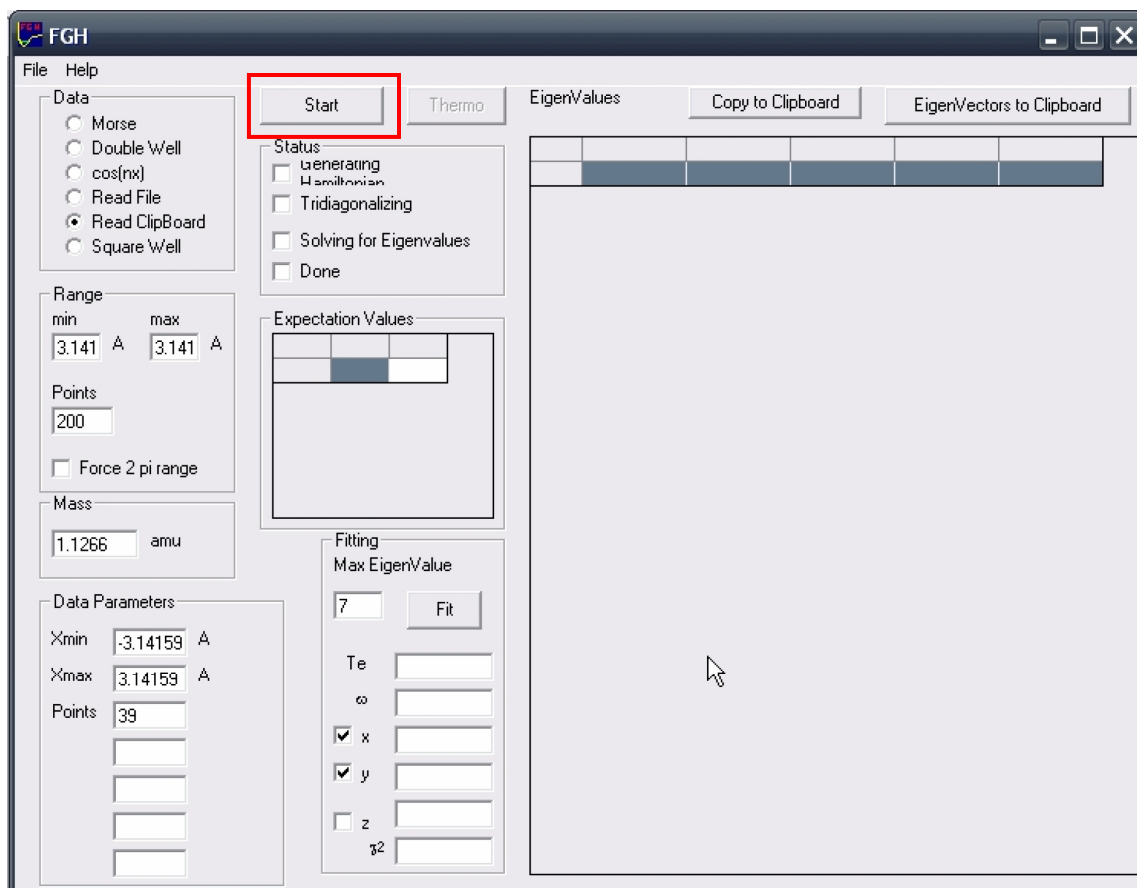 FGH
FGH
File Help
Start
Thermo
EigenValues
Copy to Clipboard
EigenVectors to Clipboard
Data
Morse
Double Well
cos(nx)
Read File
Read ClipBoard
Square Well
Status
Generating
Hamiltonian
Tridiagonalizing
Solving for Eigenvalues
Done
Range
min max
3.141 A 3.141 A
Points
200
Force 2 pi range
Expectation Values
Mass
1.1266 amu
Fitting
Max EigenValue
7 Fit
Te
ω
x
y
z
Data Parameters
Xmin -3.14159 A
Xmax 3.14159 A
Points 39